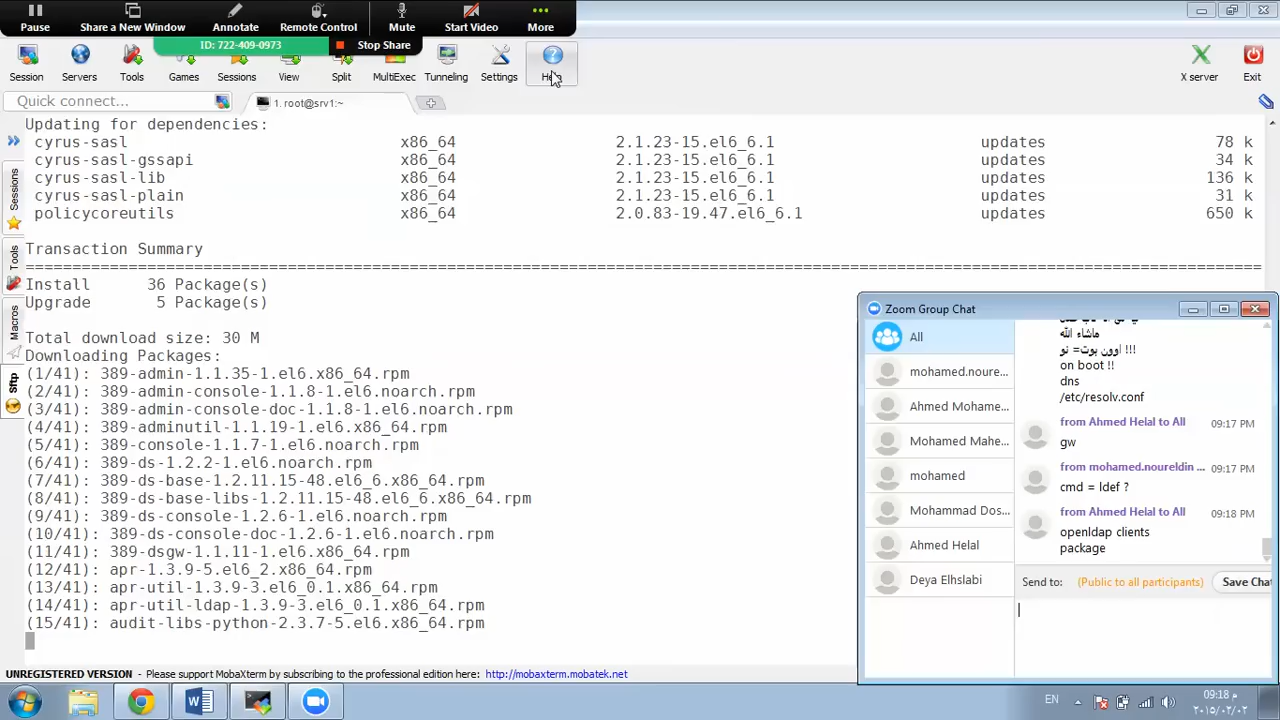 Pause
Share a New Window
Annotate
Remote Control
Mute
Start Video
More
ID: 722-409-0973
Stop Share
Session
Servers
Tools
Games
Sessions
View
Split
MultiExec
Tunneling
Settings
Help
X server
Exit
Quick connect...
1. root@srv1:~
Sessions
Tools
Macros
Sftp
Updating for dependencies:
cyrus-sasl x86_64 2.1.23-15.el6_6.1 updates 78 k
cyrus-sasl-gssapi x86_64 2.1.23-15.el6_6.1 updates 34 k
cyrus-sasl-lib x86_64 2.1.23-15.el6_6.1 updates 136 k
cyrus-sasl-plain x86_64 2.1.23-15.el6_6.1 updates 31 k
policycoreutils x86_64 2.0.83-19.47.el6_6.1 updates 650 k
Transaction Summary
Install 36 Package(s)
Upgrade 5 Package(s)
Total download size: 30 M
Downloading Packages:
(1/41): 389-admin-1.1.35-1.el6.x86_64.rpm
(2/41): 389-admin-console-1.1.8-1.el6.noarch.rpm
(3/41): 389-admin-console-doc-1.1.8-1.el6.noarch.rpm
(4/41): 389-adminutil-1.1.19-1.el6.x86_64.rpm
(5/41): 389-console-1.1.7-1.el6.noarch.rpm
(6/41): 389-ds-1.2.2-1.el6.noarch.rpm
(7/41): 389-ds-base-1.2.11.15-48.el6_6.x86_64.rpm
(8/41): 389-ds-base-libs-1.2.11.15-48.el6_6.x86_64.rpm
(9/41): 389-ds-console-1.2.6-1.el6.noarch.rpm
(10/41): 389-ds-console-doc-1.2.6-1.el6.noarch.rpm
(11/41): 389-dsgw-1.1.11-1.el6.x86_64.rpm
(12/41): apr-1.3.9-5.el6_2.x86_64.rpm
(13/41): apr-util-1.3.9-3.el6_0.1.x86_64.rpm
(14/41): apr-util-ldap-1.3.9-3.el6_0.1.x86_64.rpm
(15/41): audit-libs-python-2.3.7-5.el6.x86_64.rpm
Zoom Group Chat
All
mohamed.noure...
Ahmed Mohame...
Mohamed Mahe...
mohamed
Mohammad Dos...
Ahmed Helal
Deya Elhslabi
ماشاء الله
اوون بوت= نو !!!
on boot !!
dns
/etc/resolv.conf
from Ahmed Helal to All 09:17 PM
gw
from mohamed.noureldin ... 09:17 PM
cmd = ldef ?
from Ahmed Helal to All 09:18 PM
openldap clients
package
Send to: (Public to all participants) Save Chat
UNREGISTERED VERSION - Please support MobaXterm by subscribing to the professional edition here: http://mobaxterm.mobatek.net
EN
09:18 م
٢٠١٥/٠٢/٠٢